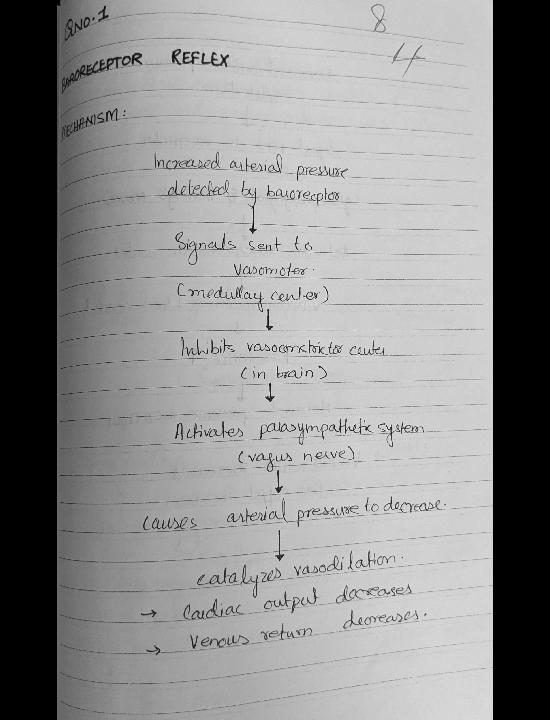 QNO.1
8
4
BARORECEPTOR REFLEX
MECHANISM:
Increased arterial pressure
detected by baroreptor
↓
Signals sent to
vasomoter.
(medullay center)
↓
Inhibits vasoconstrictor center
(in brain)
↓
Activates parasympathetic system
(vagus nerve)
↓
causes arterial pressure to decrease.
↓
catalyzes vasodilation.
→ Cardiac output decreases
→ Venous return decreases.